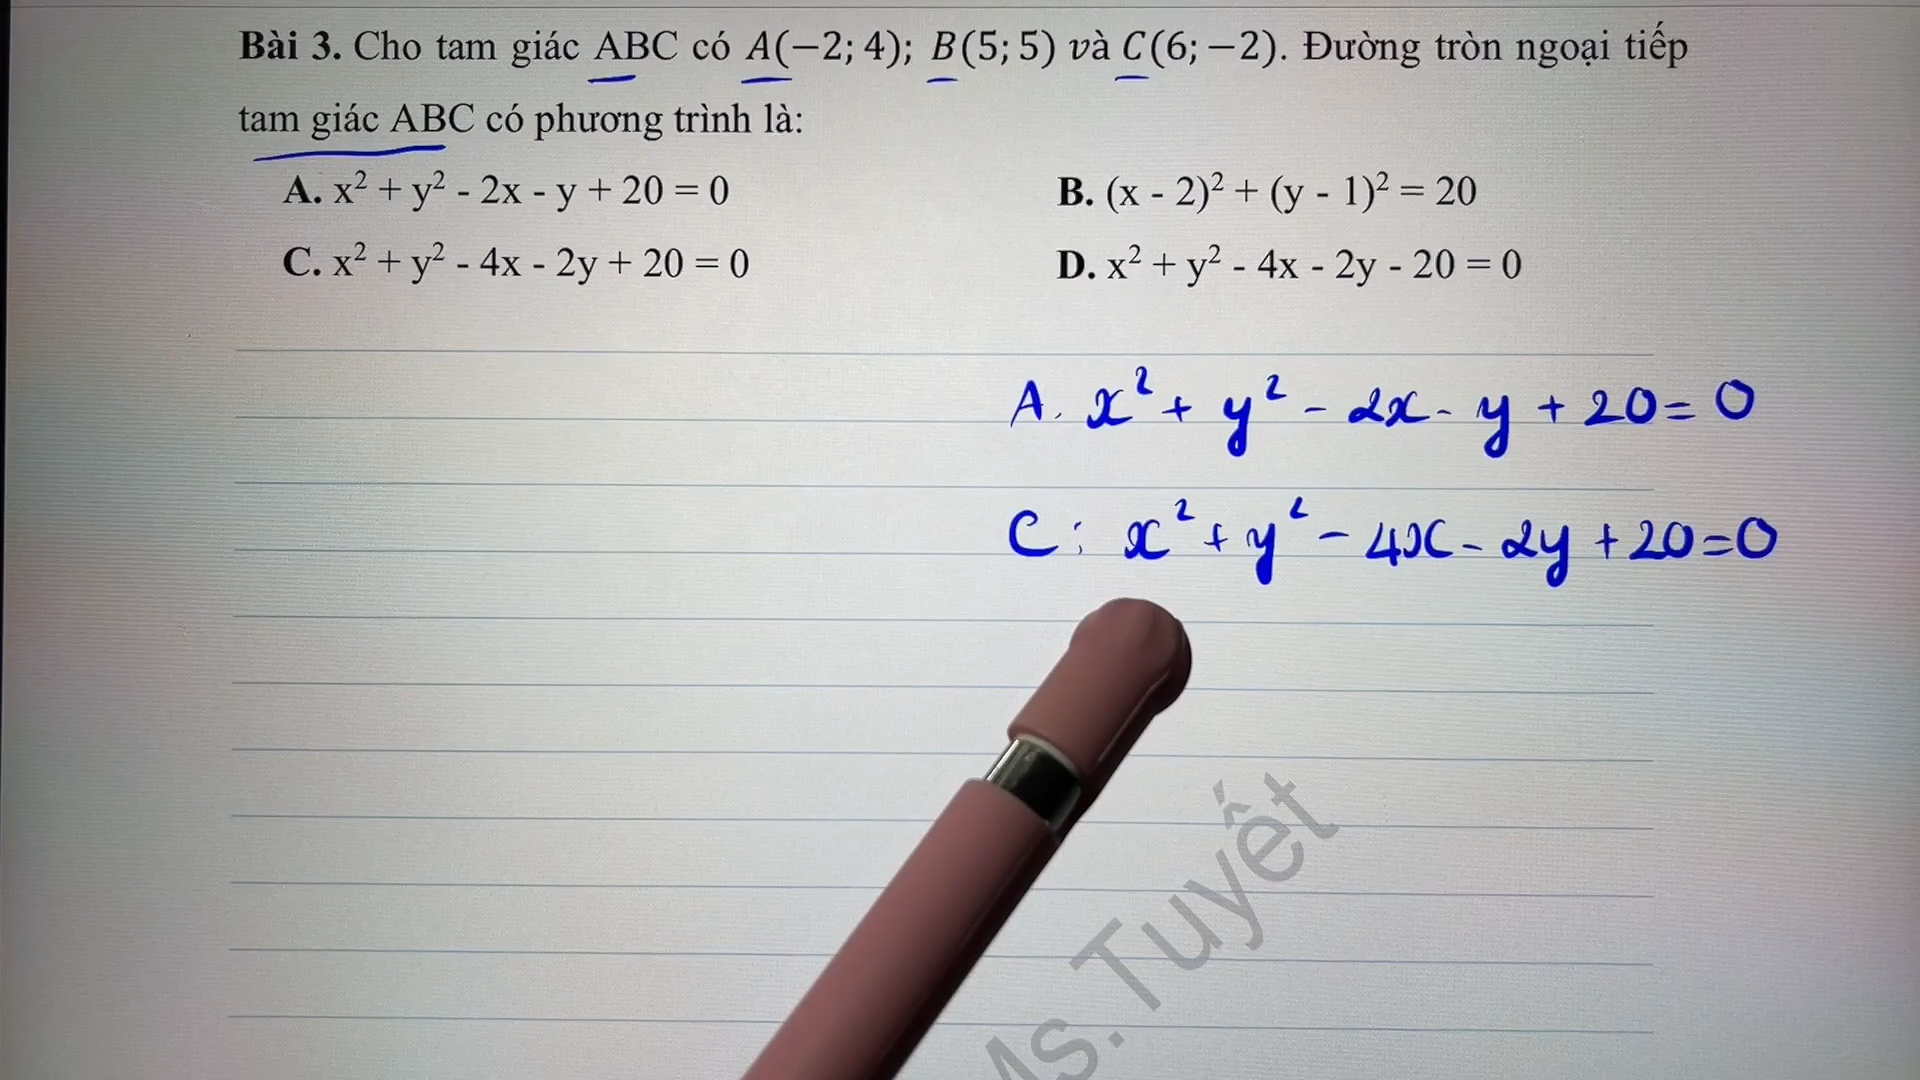 Bài 3. Cho tam giác ABC có A(−2; 4); B(5; 5) và C(6; −2). Đường tròn ngoại tiếp
tam giác ABC có phương trình là:
A. x² + y² - 2x - y + 20 = 0
B. (x - 2)² + (y - 1)² = 20
C. x² + y² - 4x - 2y + 20 = 0
D. x² + y² - 4x - 2y - 20 = 0
A. x² + y² - 2x - y + 20 = 0
C: x² + y² - 4x - 2y + 20 = 0
Ms.Tuyết